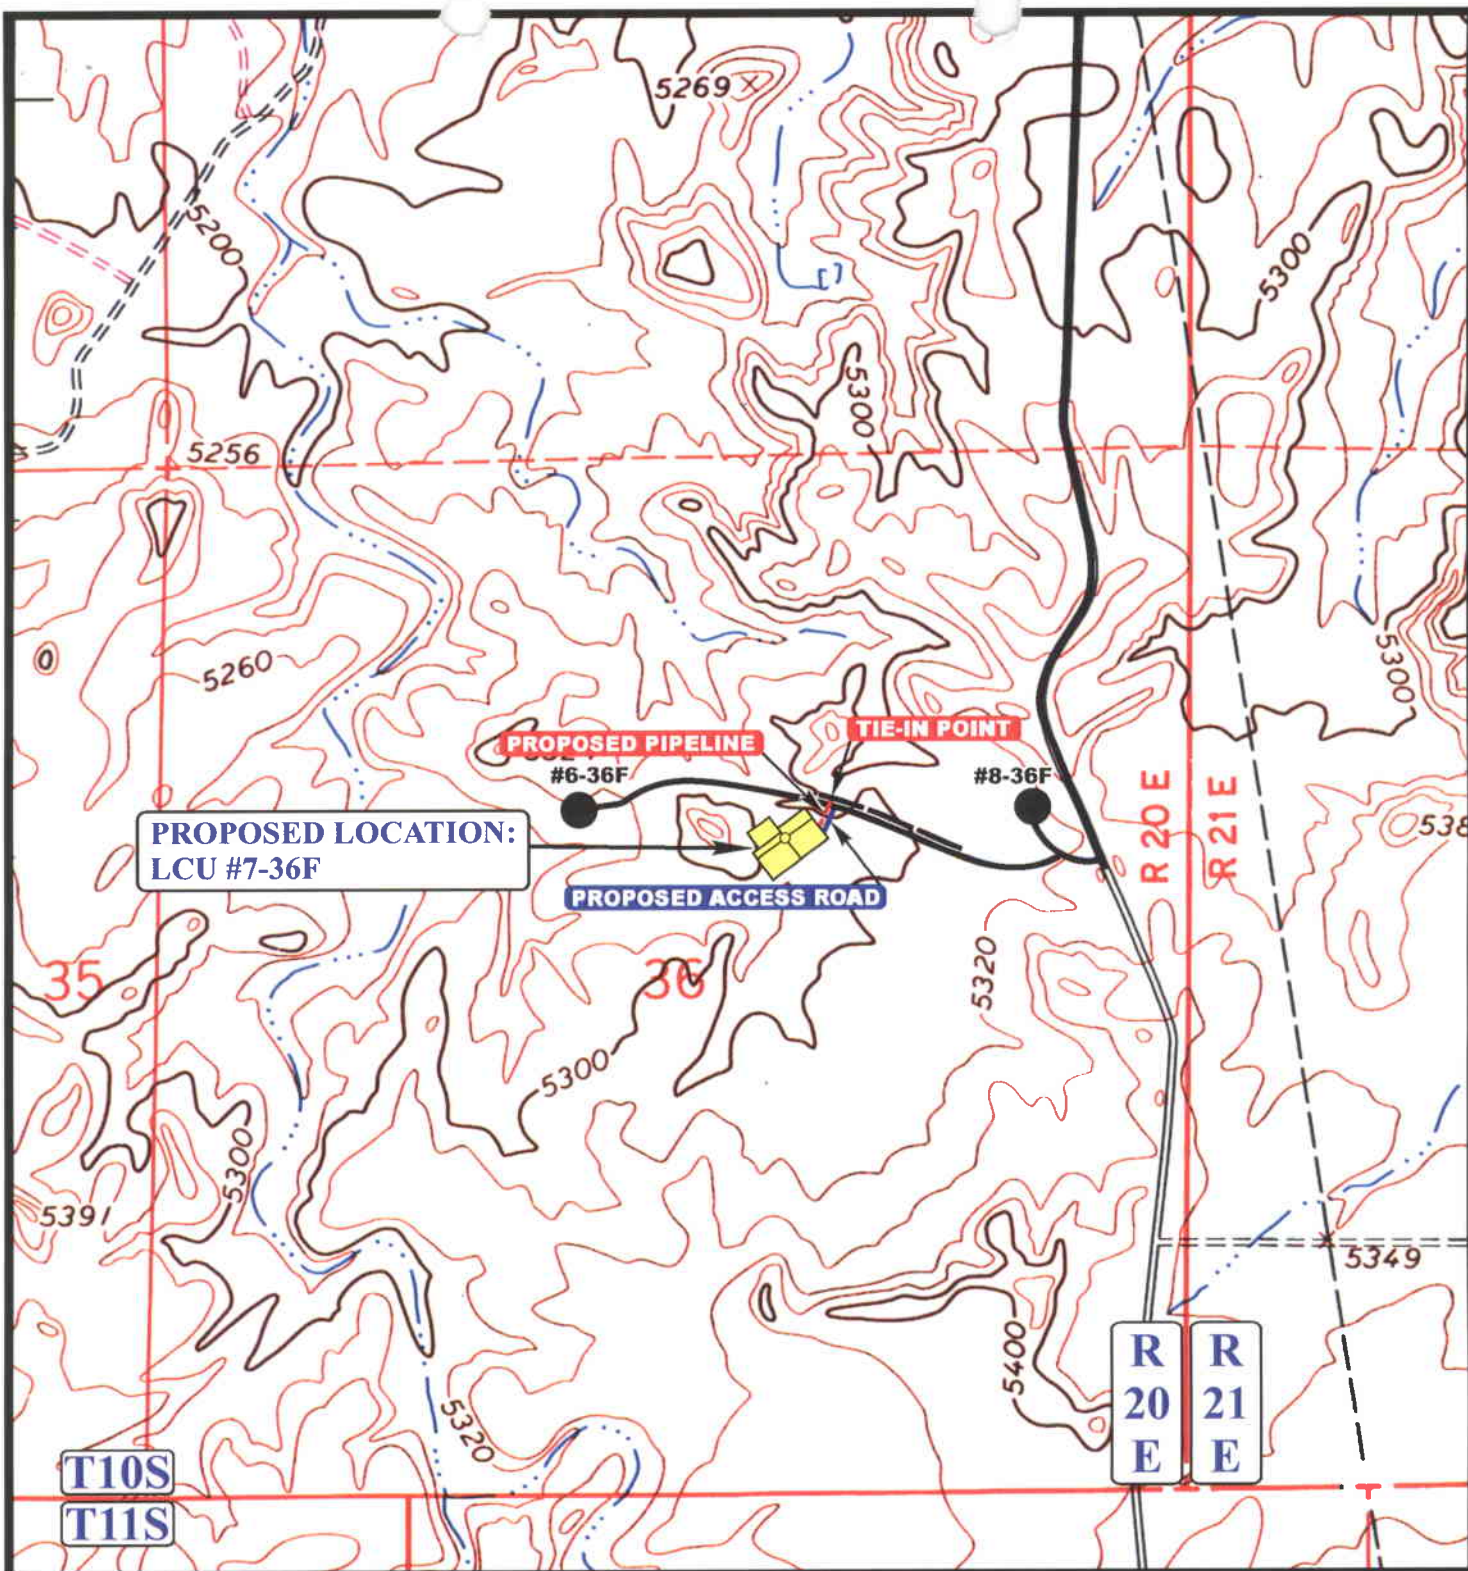 5269
5200
5300
5300
5256
5260
5300
TIE-IN POINT
PROPOSED PIPELINE
#6-36F
#8-36F
R 20 E
R 21 E
PROPOSED LOCATION:
LCU #7-36F
538
PROPOSED ACCESS ROAD
35
36
5320
5300
5300
5391
5349
5400
5320
R
20
E
R
21
E
T10S
T11S